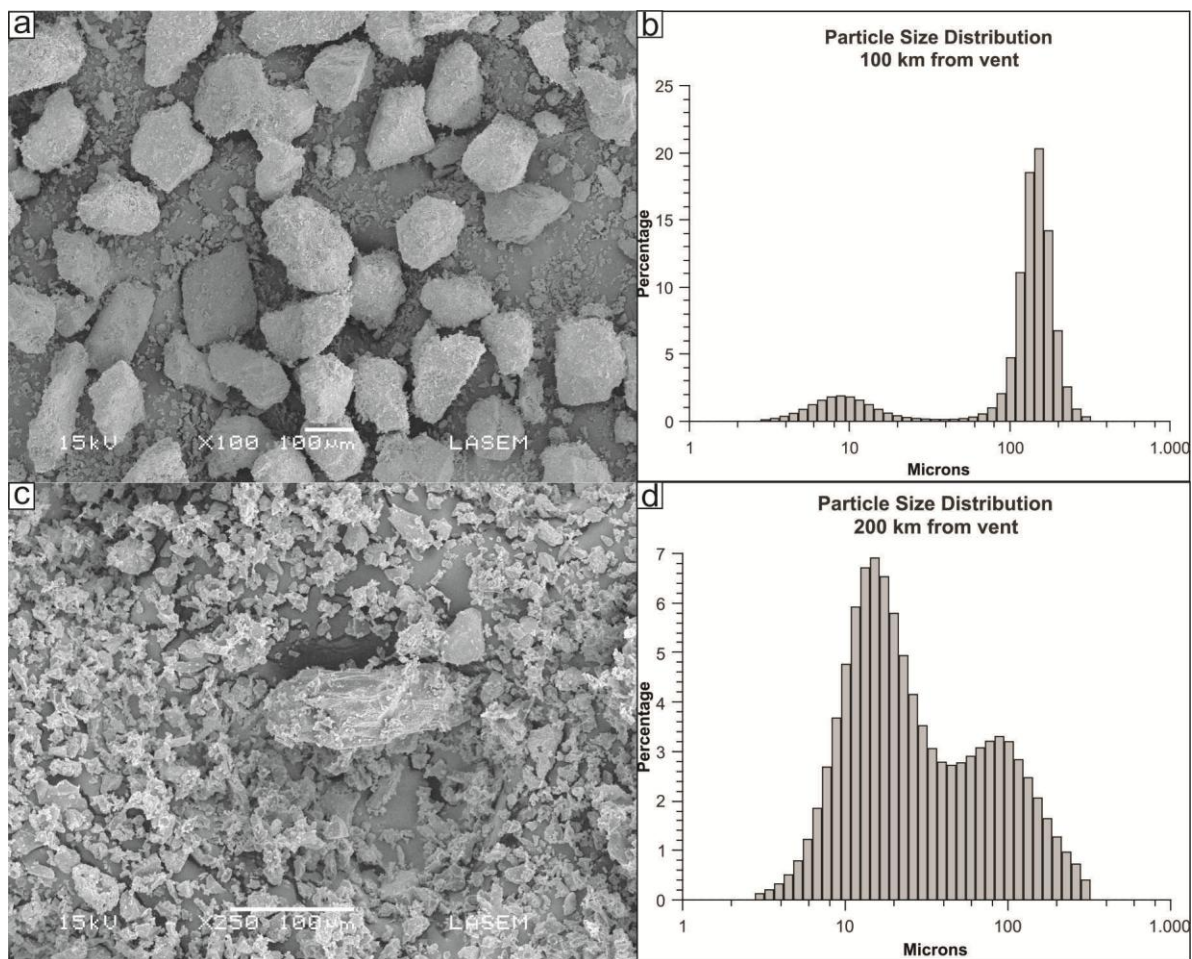 a
15kV X100 100µm LASEM
b
Particle Size Distribution
100 km from vent
Percentage
25
20
15
10
5
0
1 10 100 1.000
Microns
c
15kV X250 100µm LASEM
d
Particle Size Distribution
200 km from vent
Percentage
7
6
5
4
3
2
1
0
1 10 100 1.000
Microns